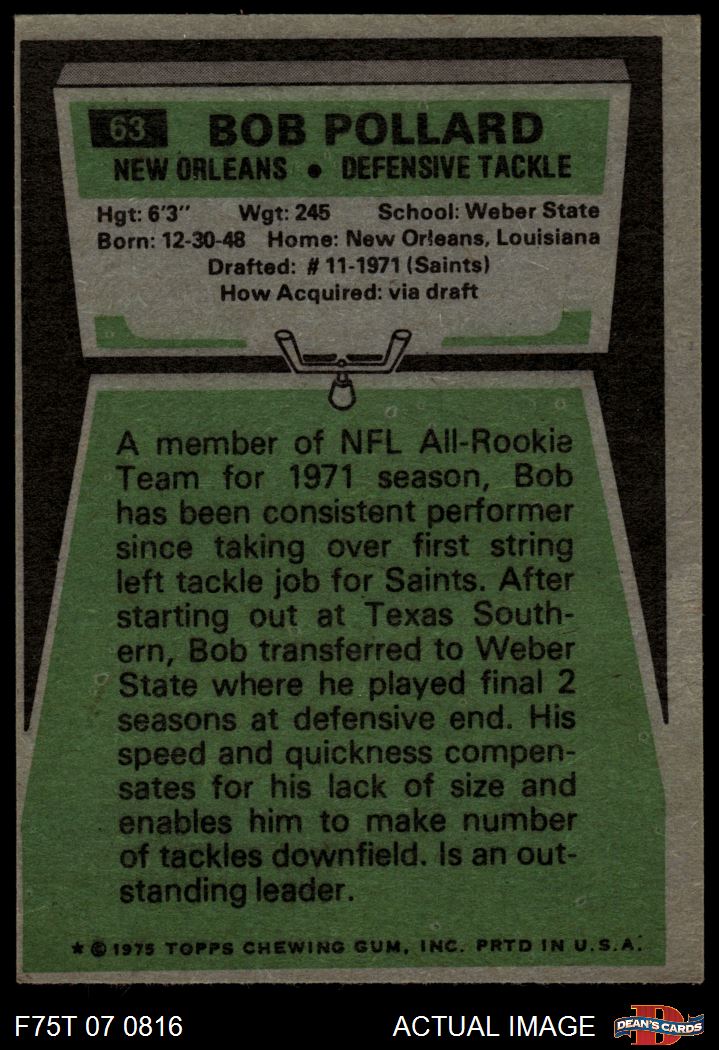 63 BOB POLLARD
NEW ORLEANS • DEFENSIVE TACKLE
Hgt: 6'3" Wgt: 245 School: Weber State
Born: 12-30-48 Home: New Orleans, Louisiana
Drafted: #11-1971 (Saints)
How Acquired: via draft
A member of NFL All-Rookie
Team for 1971 season, Bob
has been consistent performer
since taking over first string
left tackle job for Saints. After
starting out at Texas South-
ern, Bob transferred to Weber
State where he played final 2
seasons at defensive end. His
speed and quickness compen-
sates for his lack of size and
enables him to make number
of tackles downfield. Is an out-
standing leader.
★ © 1975 TOPPS CHEWING GUM, INC. PRTD IN U.S.A.
F75T 07 0816 ACTUAL IMAGE D DEAN'S CARDS